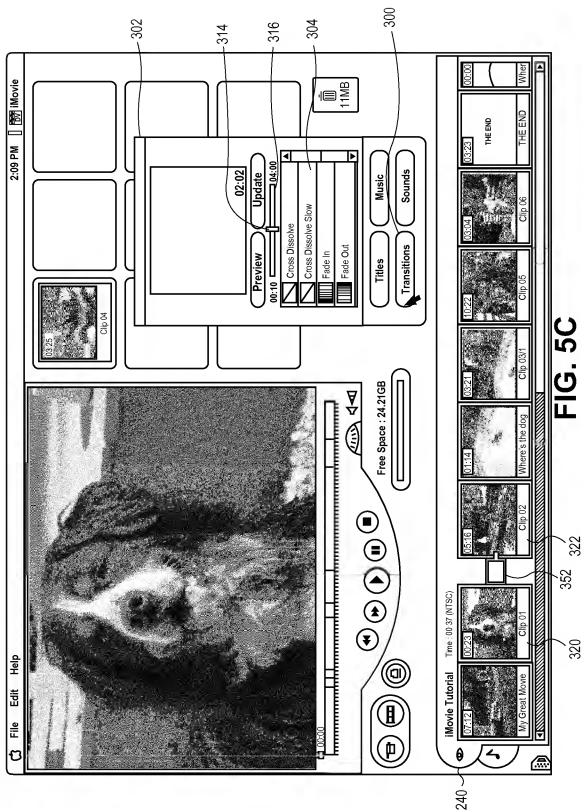 File Edit Help
2:09 PM iMovie
00:00
Clip 04
03:25
302
314
316
304
300
02:02
Preview
Update
00:10
04:00
Cross Dissolve
Cross Dissolve Slow
Fade In
Fade Out
Titles
Music
Transitions
Sounds
11MB
Free Space : 24.21GB
240
iMovie Tutorial
Time : 00:37 (NTSC)
07:12
My Great Movie
00:23
Clip 01
05:16
Clip 02
01:14
Where's the dog
03:21
Clip 03/1
10:22
Clip 05
03:04
Clip 06
03:23
THE END
THE END
00:00
Wher
320
352
322
FIG. 5C